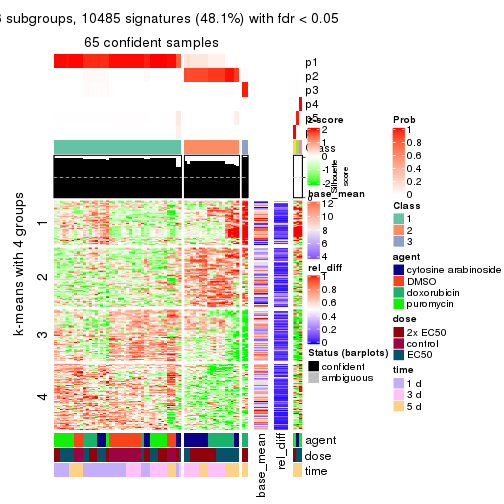 subgroups, 10485 signatures (48.1%) with fdr < 0.05
65 confident samples
p1
p2
p3
p4
p5
z-score
2
1
0
-1
-2
Silhouette
score
base_mean
12
10
8
6
4
rel_diff
1
0.8
0.6
0.4
0.2
0
Status (barplots)
confident
ambiguous
Prob
1
0.8
0.6
0.4
0.2
0
Class
1
2
3
agent
cytosine arabinoside
DMSO
doxorubicin
puromycin
dose
2x EC50
control
EC50
time
1 d
3 d
5 d
k-means with 4 groups
1
2
3
4
agent
dose
time
base_mean
rel_diff